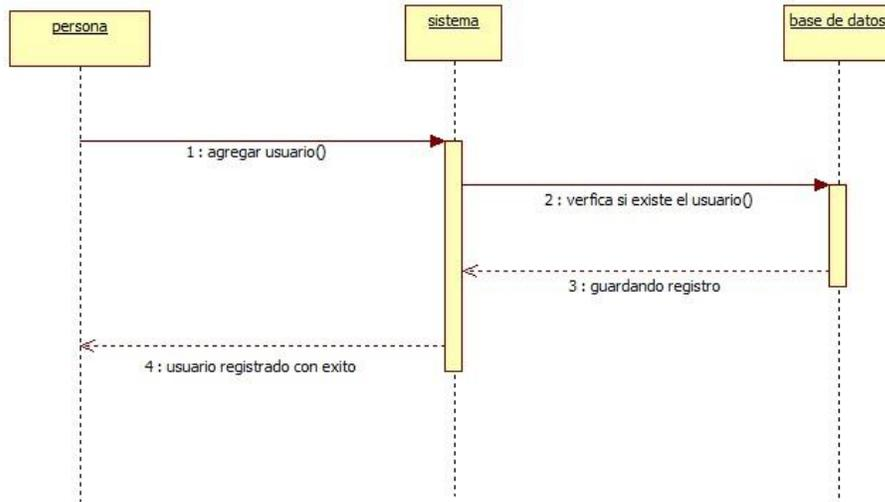 persona
sistema
base de datos
1 : agregar usuario()
2 : verfica si existe el usuario()
3 : guardando registro
4 : usuario registrado con exito